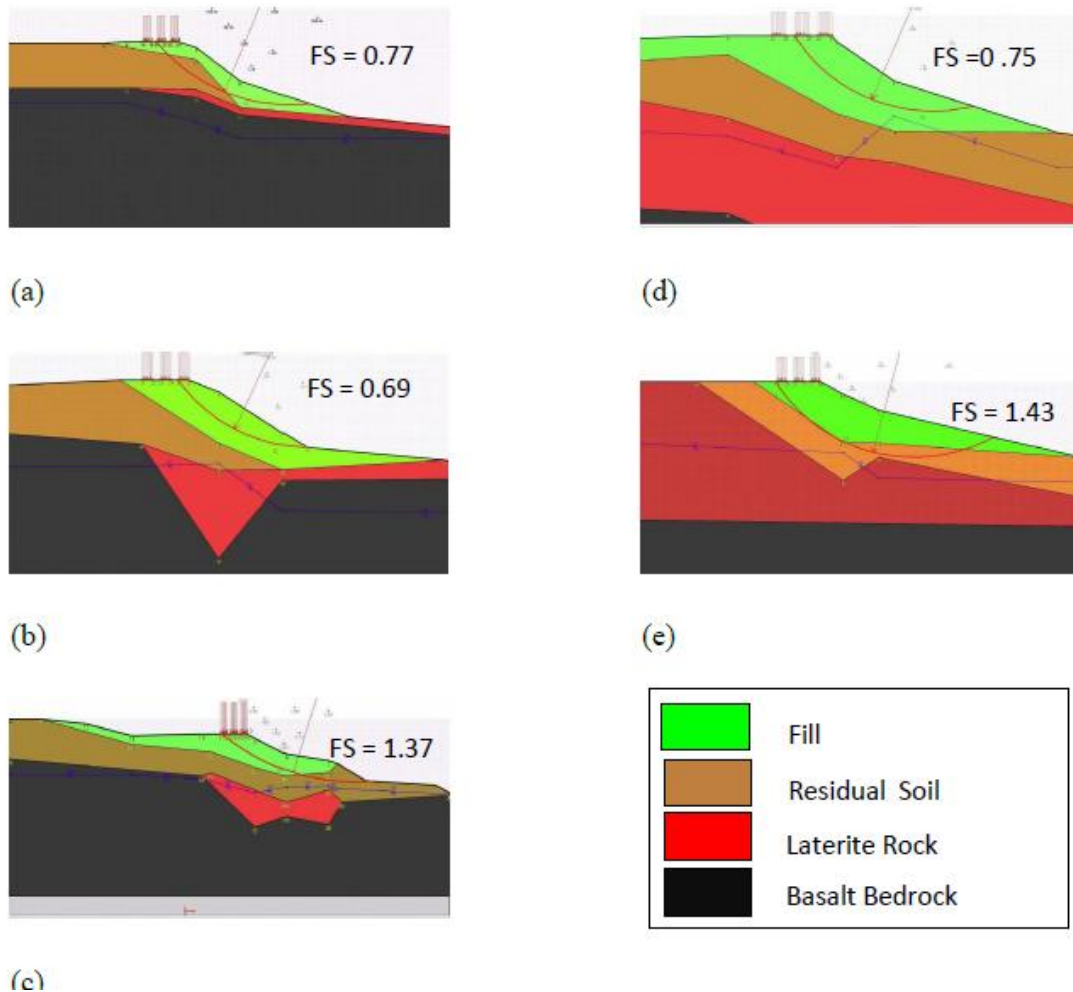 FS = 0.77
(a)
FS =0 .75
(d)
FS = 0.69
(b)
FS = 1.43
(e)
FS = 1.37
(c)
Fill
Residual Soil
Laterite Rock
Basalt Bedrock